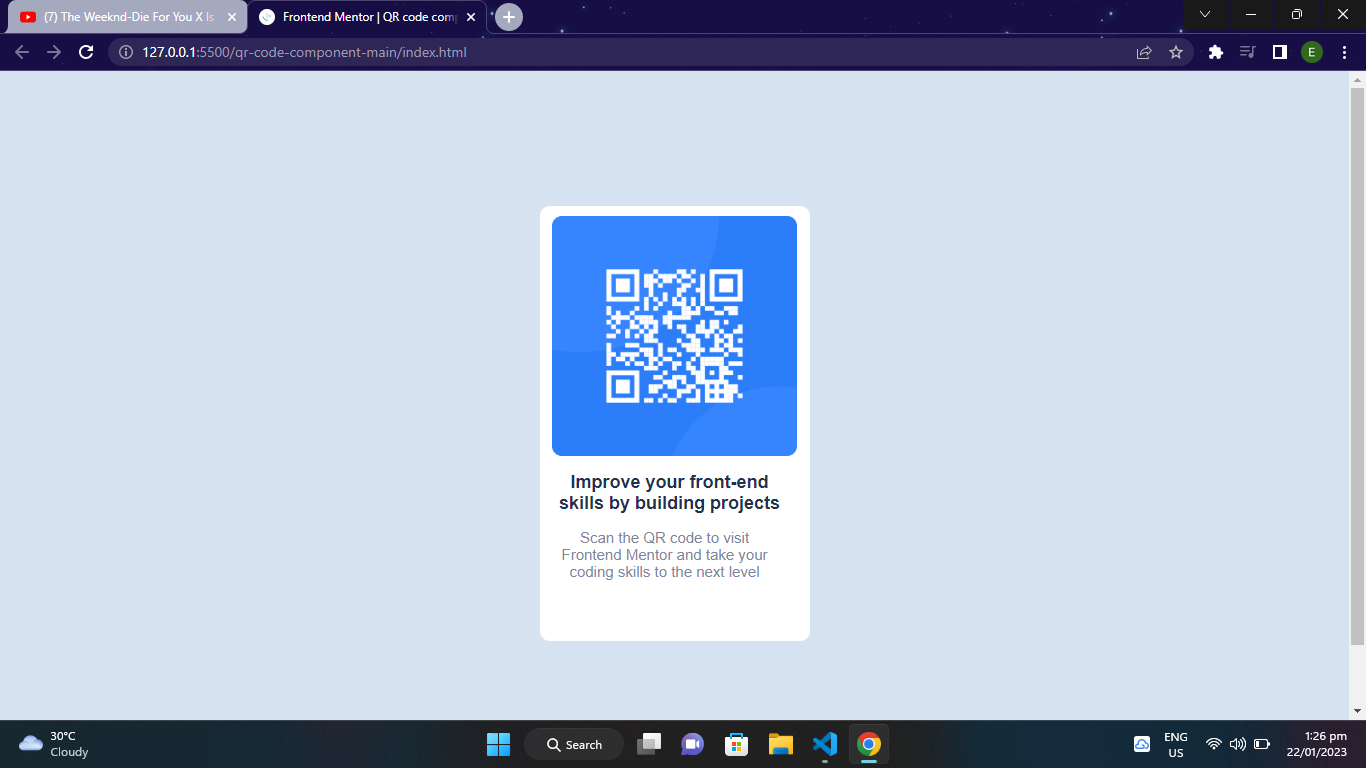 (7) The Weeknd-Die For You X Is
Frontend Mentor | QR code com
127.0.0.1:5500/qr-code-component-main/index.html
E
Improve your front-end
skills by building projects
Scan the QR code to visit
Frontend Mentor and take your
coding skills to the next level
30°C
Cloudy
Search
ENG
US
1:26 pm
22/01/2023